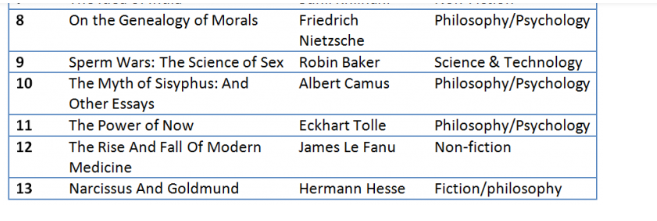 8 On the Genealogy of Morals Friedrich Philosophy/Psychology
Nietzsche
9 Sperm Wars: The Science of Sex Robin Baker Science & Technology
10 The Myth of Sisyphus: And Albert Camus Philosophy/Psychology
Other Essays
11 The Power of Now Eckhart Tolle Philosophy/Psychology
12 The Rise And Fall Of Modern James Le Fanu Non-fiction
Medicine
13 Narcissus And Goldmund Hermann Hesse Fiction/philosophy